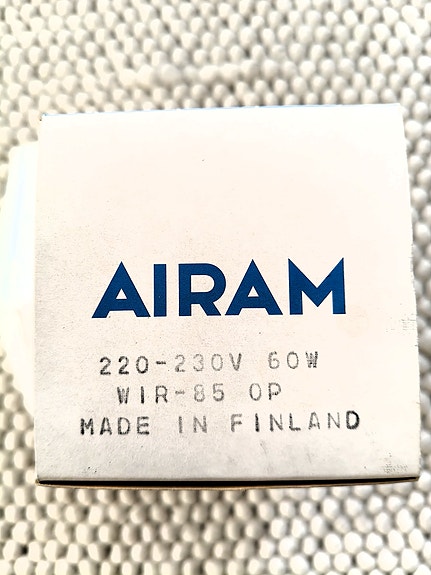 AIRAM
220-230V 60W
WIR-85 OP
MADE IN FINLAND